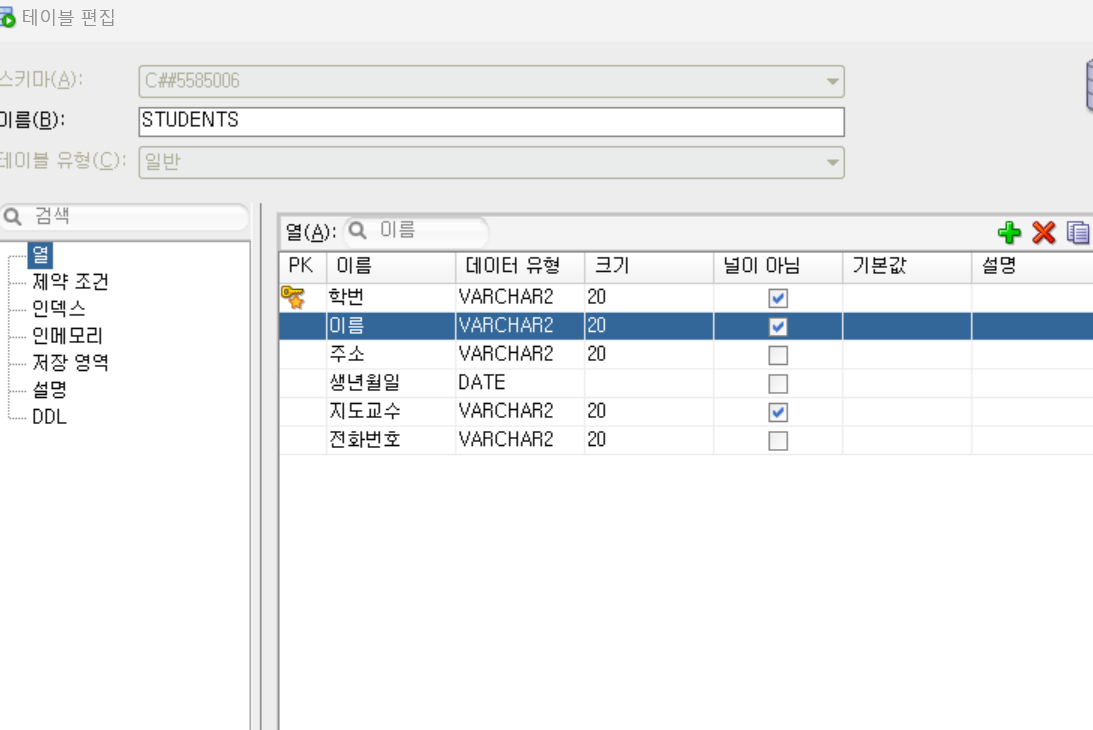 테이블 편집
스키마(A): C##5585006
이름(B): STUDENTS
테이블 유형(C): 일반
검색
열
제약 조건
인덱스
인메모리
저장 영역
설명
DDL
열(A): 이름
PK 이름 데이터 유형 크기 널이 아님 기본값 설명
학번 VARCHAR2 20
이름 VARCHAR2 20
주소 VARCHAR2 20
생년월일 DATE
지도교수 VARCHAR2 20
전화번호 VARCHAR2 20